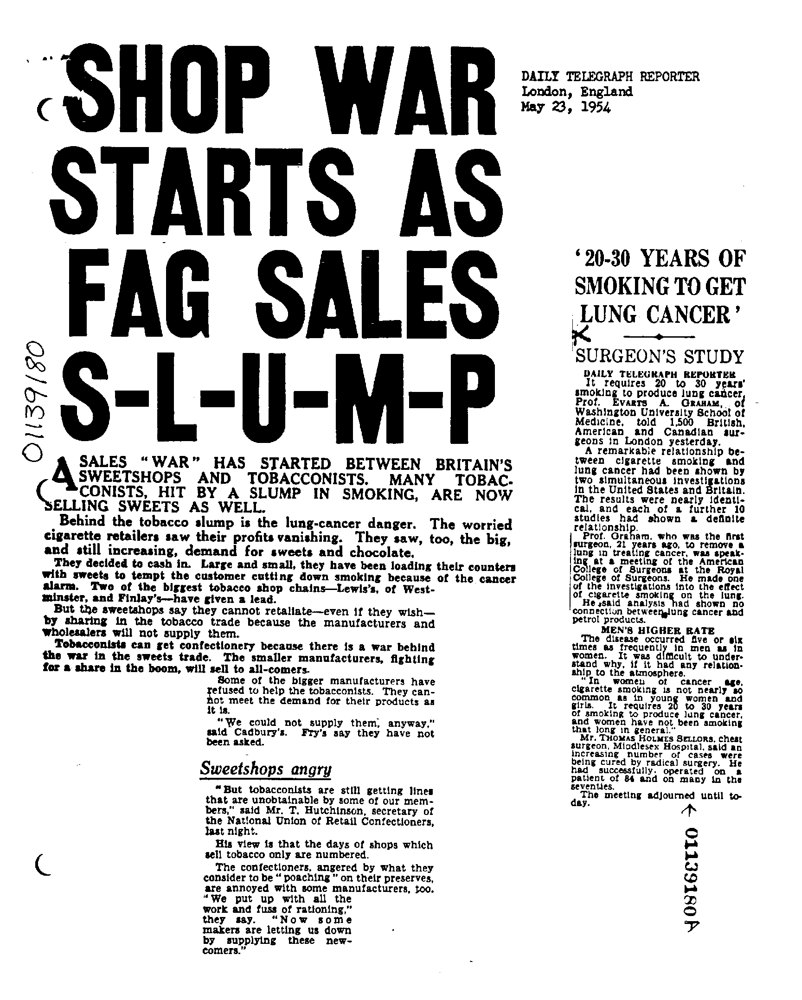 SHOP WAR
STARTS AS
FAG SALES
S-L-U-M-P
01139180
A SALES "WAR" HAS STARTED BETWEEN BRITAIN'S
SWEETSHOPS AND TOBACCONISTS. MANY TOBAC-
CONISTS, HIT BY A SLUMP IN SMOKING, ARE NOW
SELLING SWEETS AS WELL.
Behind the tobacco slump is the lung-cancer danger. The worried
cigarette retailers saw their profits vanishing. They saw, too, the big,
and still increasing, demand for sweets and chocolate.
They decided to cash in. Large and small, they have been loading their counters
with sweets to tempt the customer cutting down smoking because of the cancer
alarm. Two of the biggest tobacco shop chains—Lewis's, of West-
minster, and Finlay's—have given a lead.
But the sweetshops say they cannot retaliate—even if they wish—
by sharing in the tobacco trade because the manufacturers and
wholesalers will not supply them.
Tobacconists can get confectionery because there is a war behind
the war in the sweets trade. The smaller manufacturers, fighting
for a share in the boom, will sell to all-comers.
Some of the bigger manufacturers have
refused to help the tobacconists. They can-
not meet the demand for their products as
it is.
"We could not supply them, anyway,"
said Cadbury's. Fry's say they have not
been asked.
Sweetshops angry
"But tobacconists are still getting lines
that are unobtainable by some of our mem-
bers," said Mr. T. Hutchinson, secretary of
the National Union of Retail Confectioners,
last night.
His view is that the days of shops which
sell tobacco only are numbered.
The confectioners, angered by what they
consider to be "poaching" on their preserves,
are annoyed with some manufacturers, too.
"We put up with all the
work and fuss of rationing,"
they say. "Now some
makers are letting us down
by supplying these new-
comers."
DAILY TELEGRAPH REPORTER
London, England
May 23, 1954
'20-30 YEARS OF
SMOKING TO GET
LUNG CANCER'
SURGEON'S STUDY
DAILY TELEGRAPH REPORTER
It requires 20 to 30 years'
smoking to produce lung cancer,
Prof. EVARTS A. GRAHAM, of
Washington University School of
Medicine, told 1,500 British,
American and Canadian sur-
geons in London yesterday.
A remarkable relationship be-
tween cigarette smoking and
lung cancer had been shown by
two simultaneous investigations
in the United States and Britain.
The results were nearly identi-
cal, and each of a further 10
studies had shown a definite
relationship.
Prof. Graham, who was the first
surgeon, 21 years ago, to remove a
lung in treating cancer, was speak-
ing at a meeting of the American
College of Surgeons at the Royal
College of Surgeons. He made one
of the investigations into the effect
of cigarette smoking on the lung.
He said analysis had shown no
connection between lung cancer and
petrol products.
MEN'S HIGHER RATE
The disease occurred five or six
times as frequently in men as in
women. It was difficult to under-
stand why, if it had any relation-
ship to the atmosphere.
"In women of cancer age,
cigarette smoking is not nearly so
common as in young women and
girls. It requires 20 to 30 years
of smoking to produce lung cancer,
and women have not been smoking
that long in general."
Mr. THOMAS HOLMES SELLORS, chest
surgeon, Middlesex Hospital, said an
increasing number of cases were
being cured by radical surgery. He
had successfully operated on a
patient of 84 and on many in the
seventies.
The meeting adjourned until to-
day.
01139180A